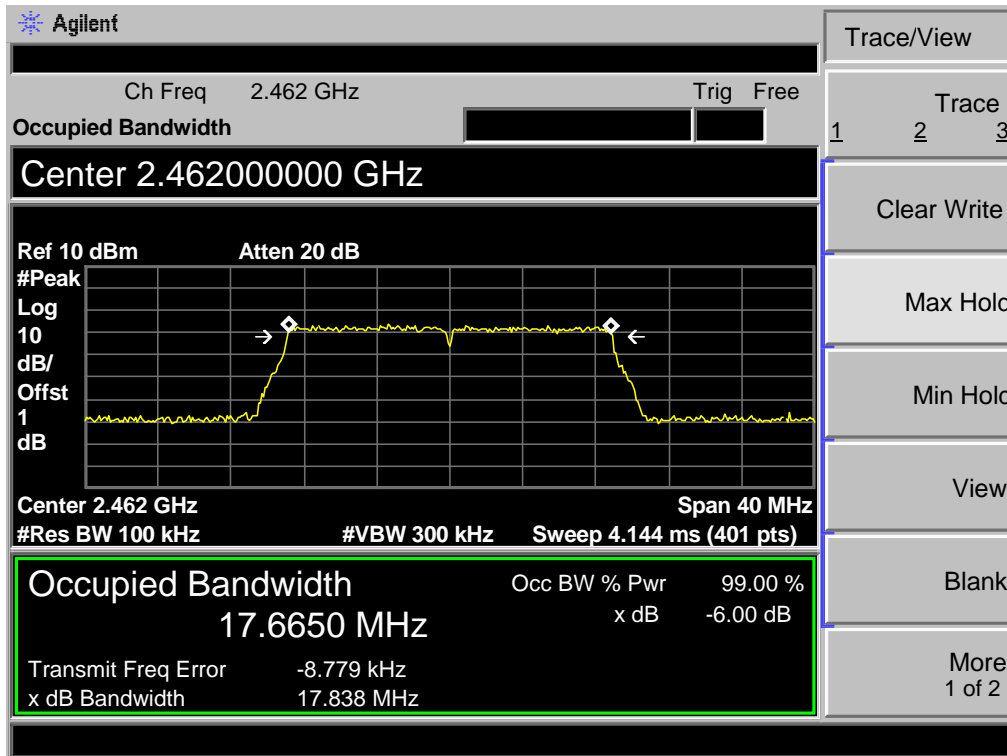 Agilent
Ch Freq 2.462 GHz Trig Free
Occupied Bandwidth
Center 2.462000000 GHz
Ref 10 dBm Atten 20 dB
#Peak
Log
10
dB/
Offst
1
dB
Center 2.462 GHz Span 40 MHz
#Res BW 100 kHz #VBW 300 kHz Sweep 4.144 ms (401 pts)
Occupied Bandwidth Occ BW % Pwr 99.00 %
17.6650 MHz x dB -6.00 dB
Transmit Freq Error -8.779 kHz
x dB Bandwidth 17.838 MHz
Trace/View
Trace
1 2 3
Clear Write
Max Hold
Min Hold
View
Blank
More
1 of 2